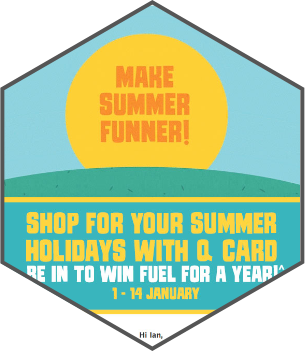 MAKE
SUMMER
FUNNER!
SHOP FOR YOUR SUMMER
HOLIDAYS WITH Q CARD
BE IN TO WIN FUEL FOR A YEAR!^
1 - 14 JANUARY
Hi Ian,